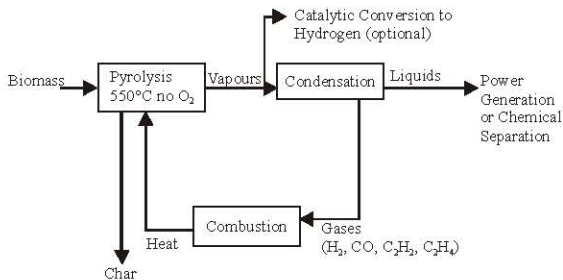 Catalytic Conversion to
Hydrogen (optional)
Biomass
Pyrolysis
550°C no O₂
Vapours
Condensation
Liquids
Power
Generation
or Chemical
Separation
Combustion
Heat
Gases
(H₂, CO, C₂H₂, C₂H₄)
Char